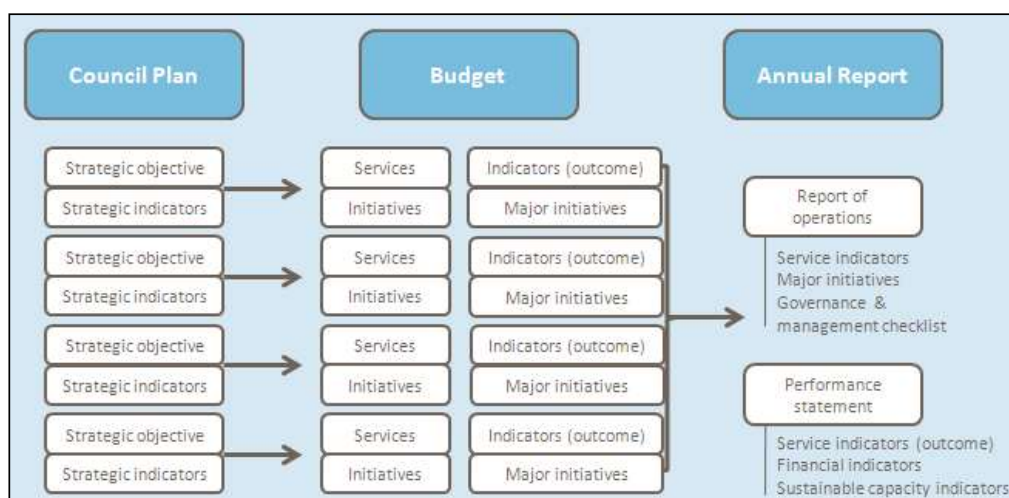 Council Plan
Budget
Annual Report
Strategic objective
Strategic indicators
Services
Initiatives
Indicators (outcome)
Major initiatives
Strategic objective
Strategic indicators
Services
Initiatives
Indicators (outcome)
Major initiatives
Strategic objective
Strategic indicators
Services
Initiatives
Indicators (outcome)
Major initiatives
Strategic objective
Strategic indicators
Services
Initiatives
Indicators (outcome)
Major initiatives
Report of
operations
Service indicators
Major initiatives
Governance &
management checklist
Performance
statement
Service indicators (outcome)
Financial indicators
Sustainable capacity indicators